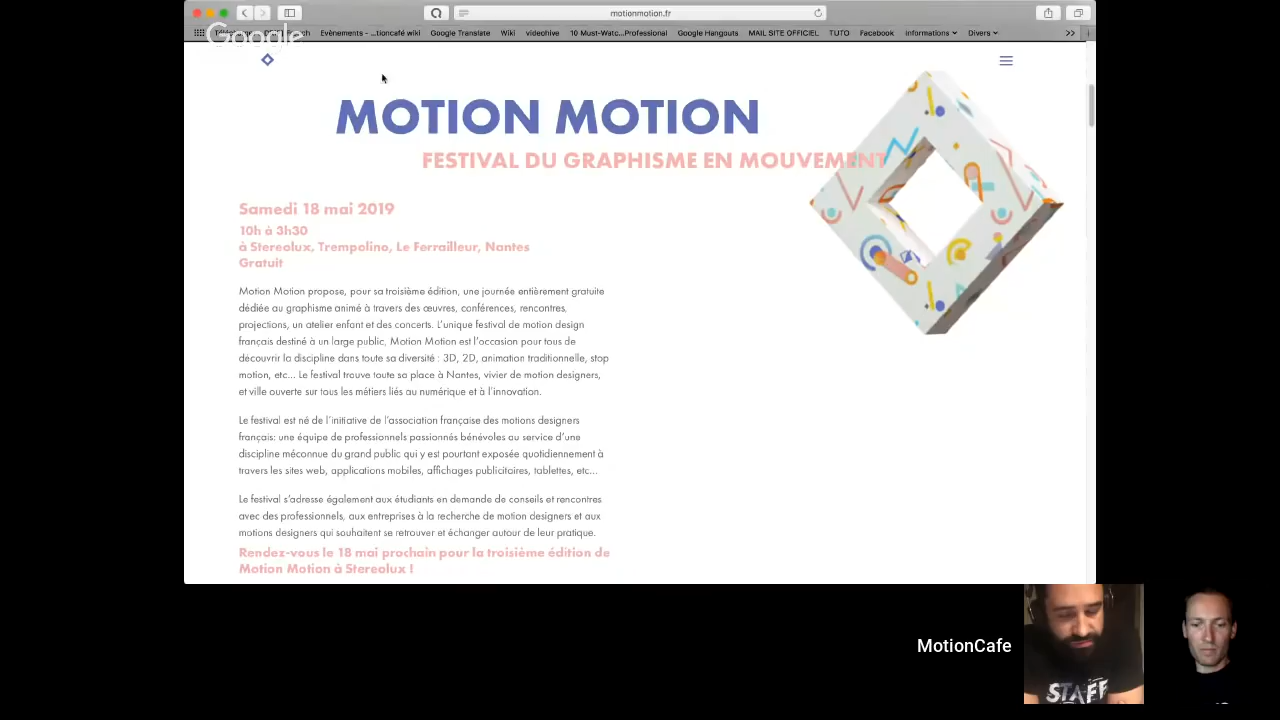 motionmotion.fr
Evènements - ...tioncafé wiki Google Translate Wiki videohive 10 Must-Watc...Professional Google Hangouts MAIL SITE OFFICIEL TUTO Facebook Informations Divers
Google
MOTION MOTION
FESTIVAL DU GRAPHISME EN MOUVEMENT
Samedi 18 mai 2019
10h à 3h30
à Stereolux, Trempolino, Le Ferrailleur, Nantes
Gratuit
Motion Motion propose, pour sa troisième édition, une journée entièrement gratuite
dédiée au graphisme animé à travers des œuvres, conférences, rencontres,
projections, un atelier enfant et des concerts. L'unique festival de motion design
français destiné à un large public, Motion Motion est l'occasion pour tous de
découvrir la discipline dans toute sa diversité : 3D, 2D, animation traditionnelle, stop
motion, etc... Le festival trouve toute sa place à Nantes, vivier de motion designers,
et ville ouverte sur tous les métiers liés au numérique et à l'innovation.
Le festival est né de l'initiative de l'association française des motions designers
français: une équipe de professionnels passionnés bénévoles au service d'une
discipline méconnue du grand public qui y est pourtant exposée quotidiennement à
travers les sites web, applications mobiles, affichages publicitaires, tablettes, etc...
Le festival s'adresse également aux étudiants en demande de conseils et rencontres
avec des professionnels, aux entreprises à la recherche de motion designers et aux
motions designers qui souhaitent se retrouver et échanger autour de leur pratique.
Rendez-vous le 18 mai prochain pour la troisième édition de
Motion Motion à Stereolux !
MotionCafe
STAFF